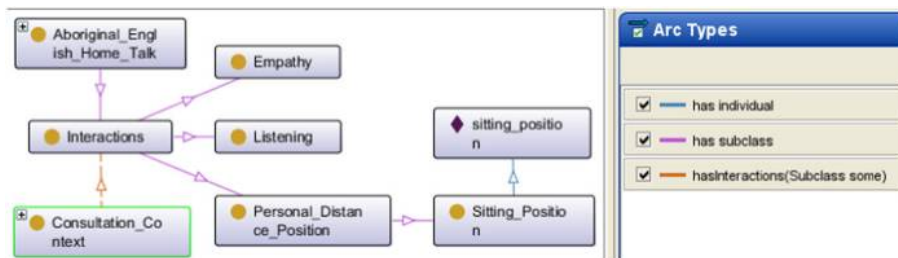 Aboriginal_Engl
ish_Home_Talk
Empathy
Interactions
Listening
sitting_positio
n
Consultation_Co
ntext
Personal_Distan
ce_Position
Sitting_Positio
n
Arc Types
has individual
has subclass
hasInteractions(Subclass some)